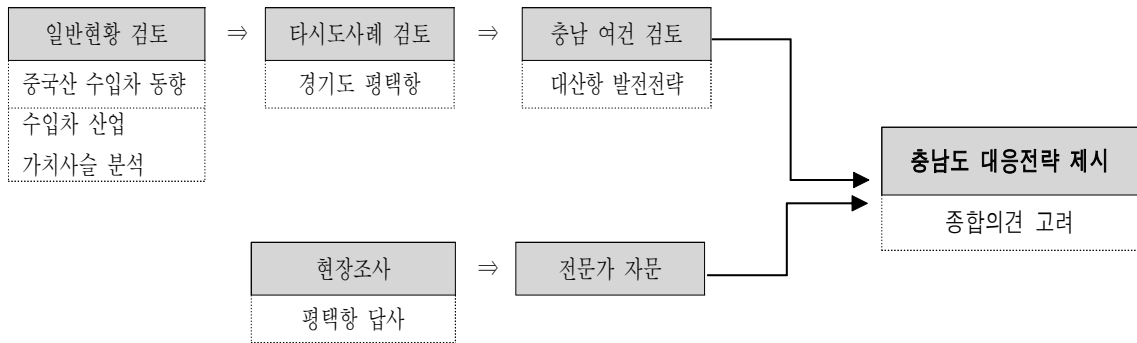 일반현황 검토 ⇒ 타시도사례 검토 ⇒ 충남 여건 검토
중국산 수입차 동향
경기도 평택항
대산항 발전전략
수입차 산업
가치사슬 분석
충남도 대응전략 제시
종합의견 고려
현장조사 ⇒ 전문가 자문
평택항 답사